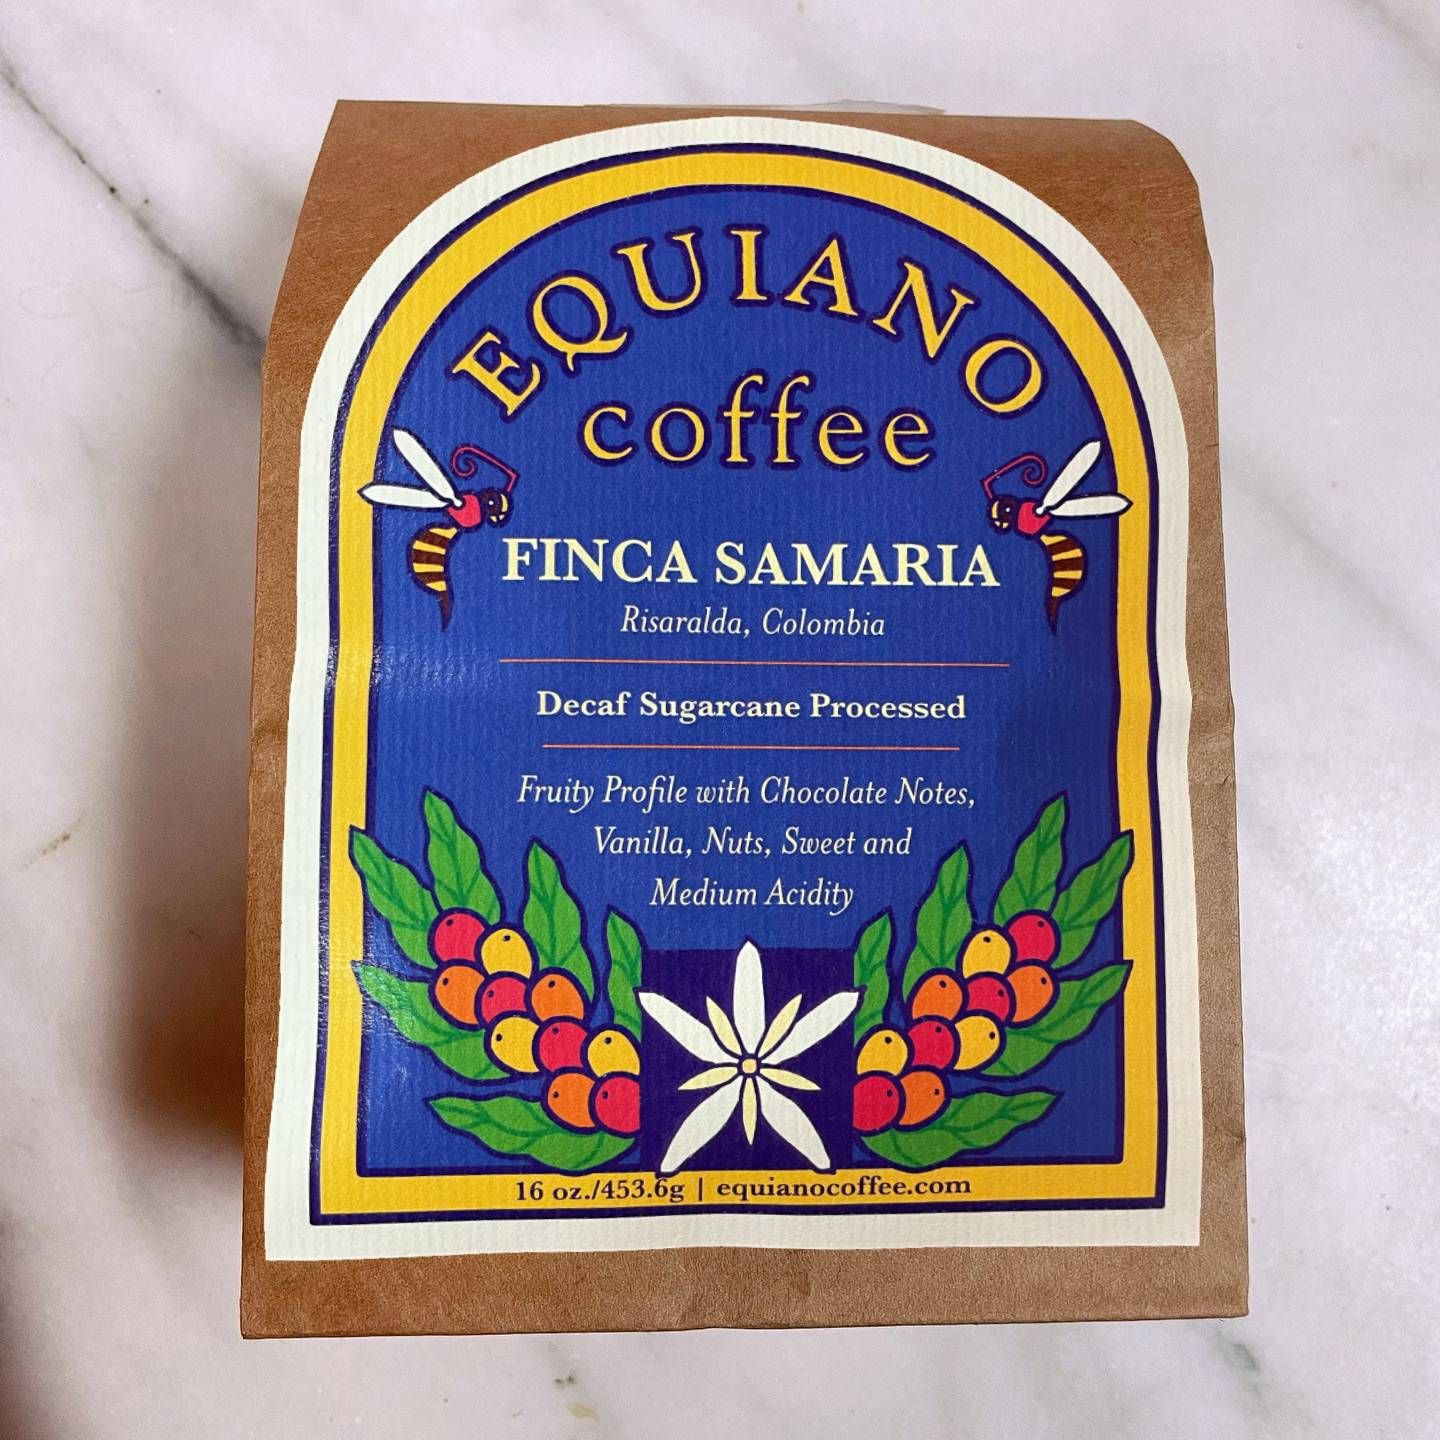 EQUIANO
coffee
FINCA SAMARIA
Risaralda, Colombia
Decaf Sugarcane Processed
Fruity Profile with Chocolate Notes,
Vanilla, Nuts, Sweet and
Medium Acidity
16 oz./453.6g | equianocoffee.com